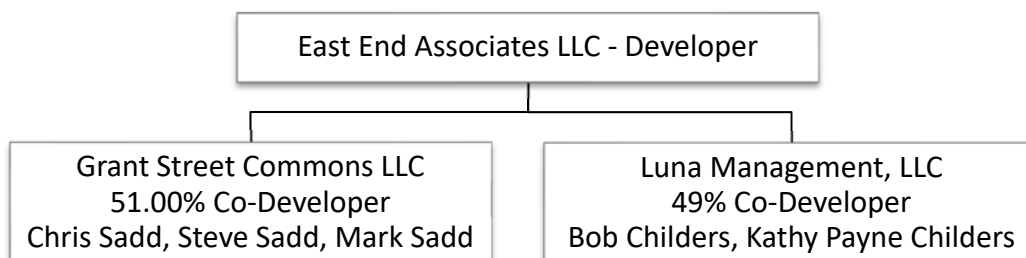 East End Associates LLC - Developer
Grant Street Commons LLC
51.00% Co-Developer
Chris Sadd, Steve Sadd, Mark Sadd
Luna Management, LLC
49% Co-Developer
Bob Childers, Kathy Payne Childers